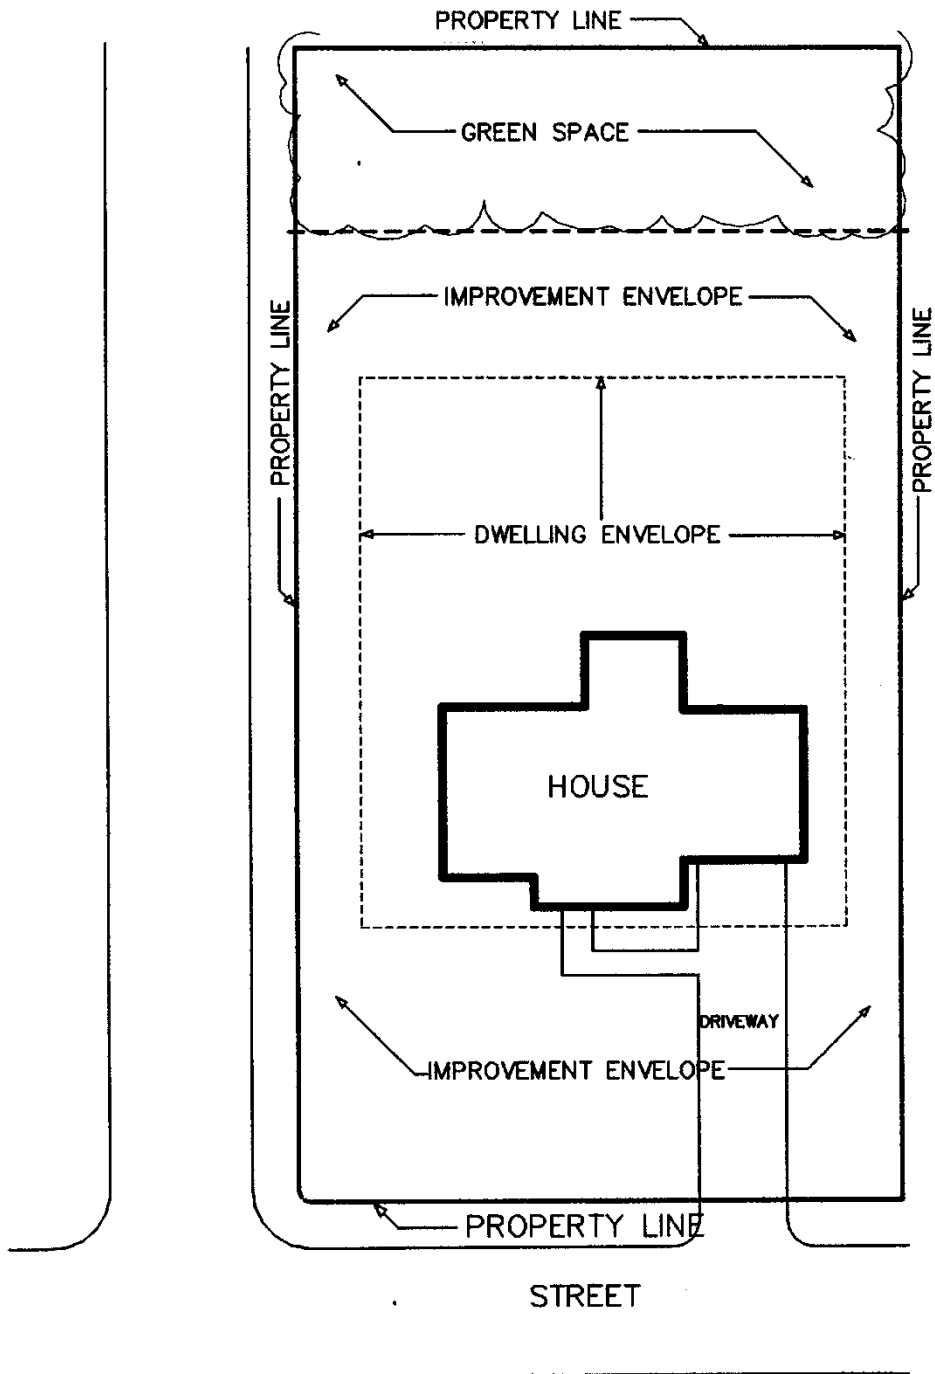 PROPERTY LINE
GREEN SPACE
IMPROVEMENT ENVELOPE
PROPERTY LINE
PROPERTY LINE
DWELLING ENVELOPE
HOUSE
DRIVEWAY
IMPROVEMENT ENVELOPE
PROPERTY LINE
STREET